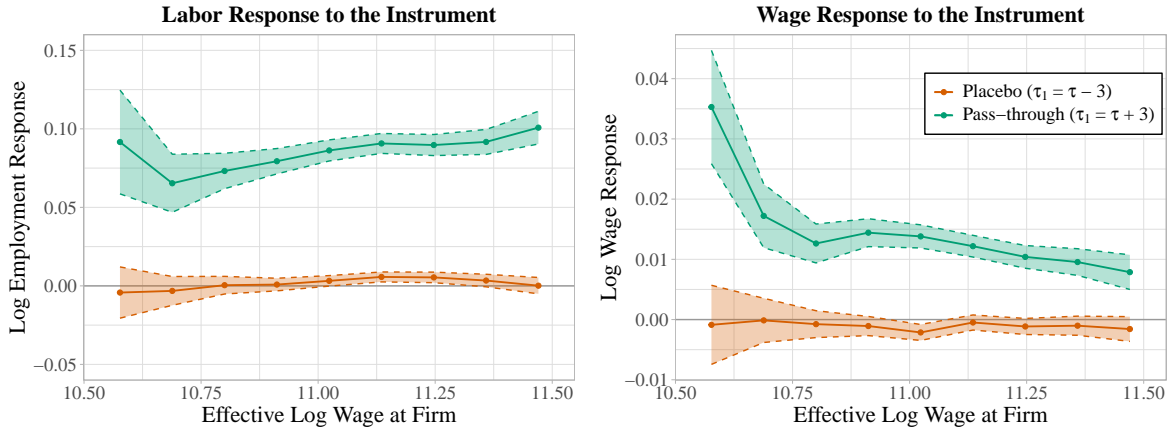 Labor Response to the Instrument
Log Employment Response
0.15
0.10
0.05
0.00
−0.05
10.50 10.75 11.00 11.25 11.50
Effective Log Wage at Firm
Wage Response to the Instrument
Log Wage Response
0.04
0.03
0.02
0.01
0.00
−0.01
10.50 10.75 11.00 11.25 11.50
Effective Log Wage at Firm
Placebo (τ₁ = τ − 3)
Pass−through (τ₁ = τ + 3)